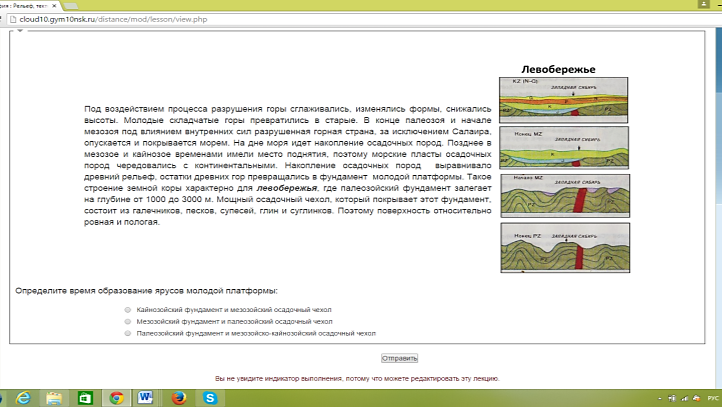 сия : Рельеф, текто
cloud10.gym10nsk.ru/distance/mod/lesson/view.php
Левобережье
KZ (N-Q)
ЗАПАДНАЯ СИБИРЬ
Под воздействием процесса разрушения горы сглаживались, изменялись формы, снижались
высоты. Молодые складчатые горы превратились в старые. В конце палеозоя и начале
мезозоя под влиянием внутренних сил разрушенная горная страна, за исключением Салаира,
опускается и покрывается морем. На дне моря идет накопление осадочных пород. Позднее в
мезозое и кайнозое временами имели место поднятия, поэтому морские пласты осадочных
пород чередовались с континентальными. Накопление осадочных пород выравнивало
древний рельеф, остатки древних гор превращались в фундамент молодой платформы. Такое
строение земной коры характерно для левобережья, где палеозойский фундамент залегает
на глубине от 1000 до 3000 м. Мощный осадочный чехол, который покрывает этот фундамент,
состоит из галечников, песков, супесей, глин и суглинков. Поэтому поверхность относительно
ровная и пологая.
Конец MZ
ЗАПАДНАЯ СИБИРЬ
Начало MZ
ЗАПАДНАЯ СИБИРЬ
PZ
PZ
Конец PZ
ЗАПАДНАЯ СИБИРЬ
PZ
PZ
Определите время образование ярусов молодой платформы:
Кайнозойский фундамент и мезозойский осадочный чехол
Мезозойский фундамент и палеозойский осадочный чехол
Палеозойский фундамент и мезозойско-кайнозойский осадочный чехол
Отправить
Вы не увидите индикатор выполнения, потому что можете редактировать эту лекцию.
РУС